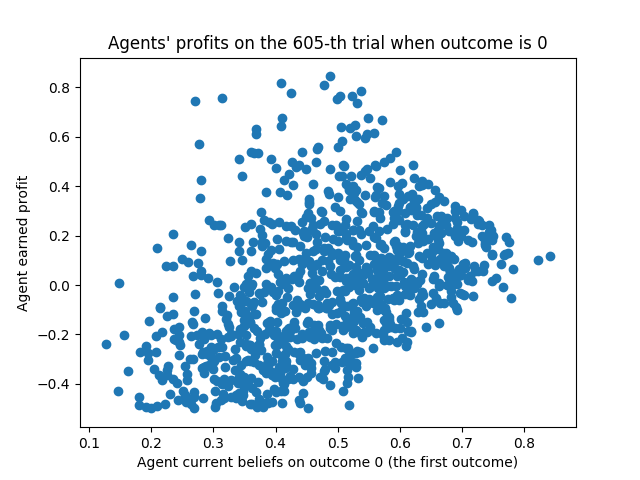 Agents' profits on the 605-th trial when outcome is 0
Agent earned profit
0.8
0.6
0.4
0.2
0.0
−0.2
−0.4
0.1 0.2 0.3 0.4 0.5 0.6 0.7 0.8
Agent current beliefs on outcome 0 (the first outcome)